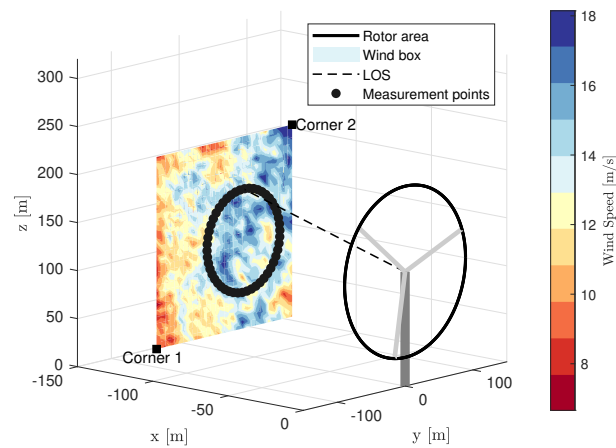 Rotor area
Wind box
LOS
Measurement points
Corner 2
Corner 1
300
250
200
150
100
50
0
z [m]
-150
-100
-50
0
x [m]
-100
0
100
y [m]
18
16
14
12
10
8
Wind Speed [m/s]